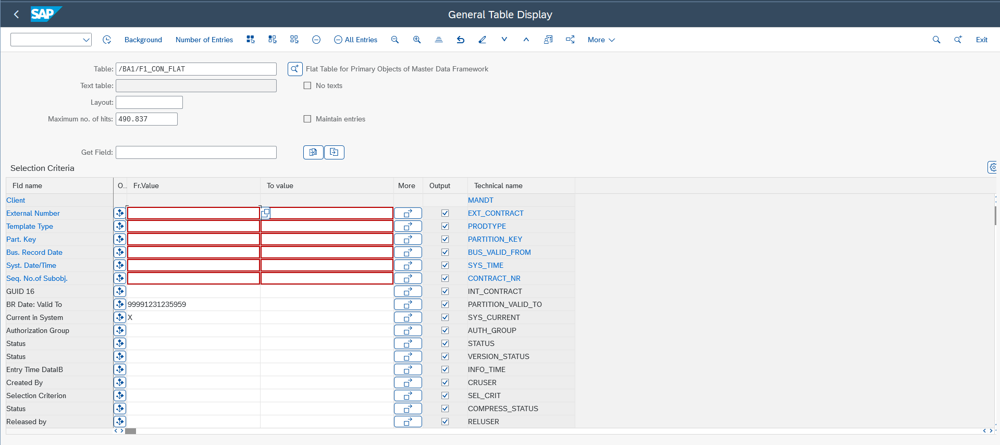 SAP General Table Display
Background Number of Entries All Entries More Exit
Table: /BA1/F1_CON_FLAT Flat Table for Primary Objects of Master Data Framework
Text table: No texts
Layout:
Maximum no. of hits: 490.837 Maintain entries
Get Field:
Selection Criteria
Fld name O... Fr.Value To value More Output Technical name
Client MANDT
External Number EXT_CONTRACT
Template Type PRODTYPE
Part. Key PARTITION_KEY
Bus. Record Date BUS_VALID_FROM
Syst. Date/Time SYS_TIME
Seq. No.of Subobj. CONTRACT_NR
GUID 16 INT_CONTRACT
BR Date: Valid To 99991231235959 PARTITION_VALID_TO
Current in System X SYS_CURRENT
Authorization Group AUTH_GROUP
Status STATUS
Status VERSION_STATUS
Entry Time DataIB INFO_TIME
Created By CRUSER
Selection Criterion SEL_CRIT
Status COMPRESS_STATUS
Released by RELUSER